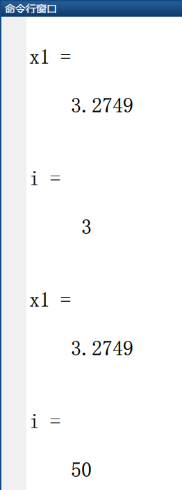 命令行窗口
x1 =
3.2749
i =
3
x1 =
3.2749
i =
50